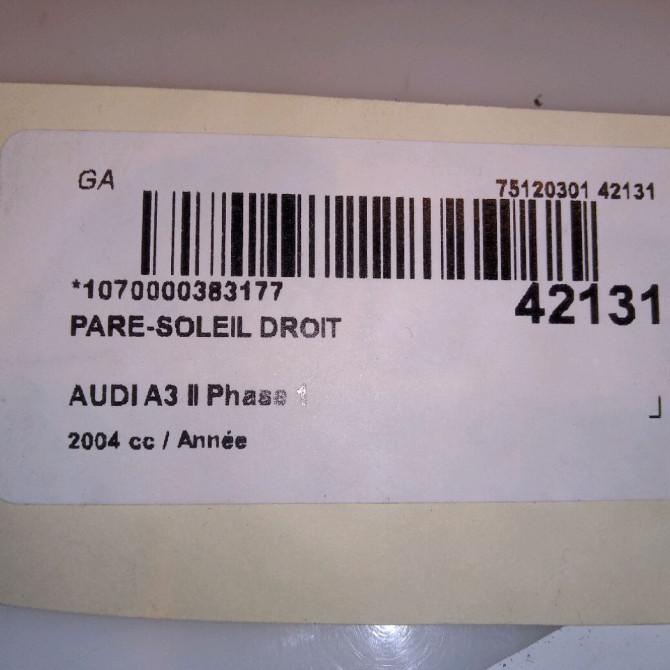 GA
75120301 42131
*1070000383177
42131
PARE-SOLEIL DROIT
AUDI A3 II Phase 1
2004 cc / Année